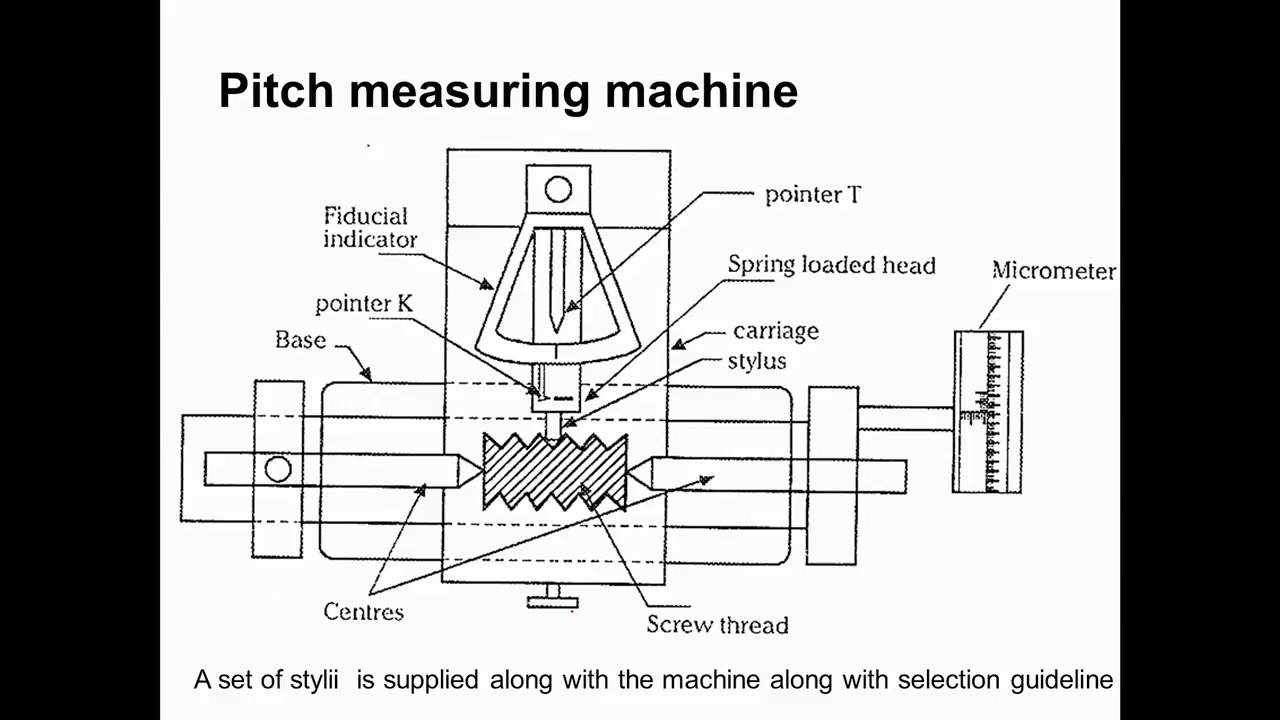 Pitch measuring machine
pointer T
Fiducial
indicator
Spring loaded head
Micrometer
pointer K
carriage
Base
stylus
Centres
Screw thread
A set of stylii is supplied along with the machine along with selection guideline